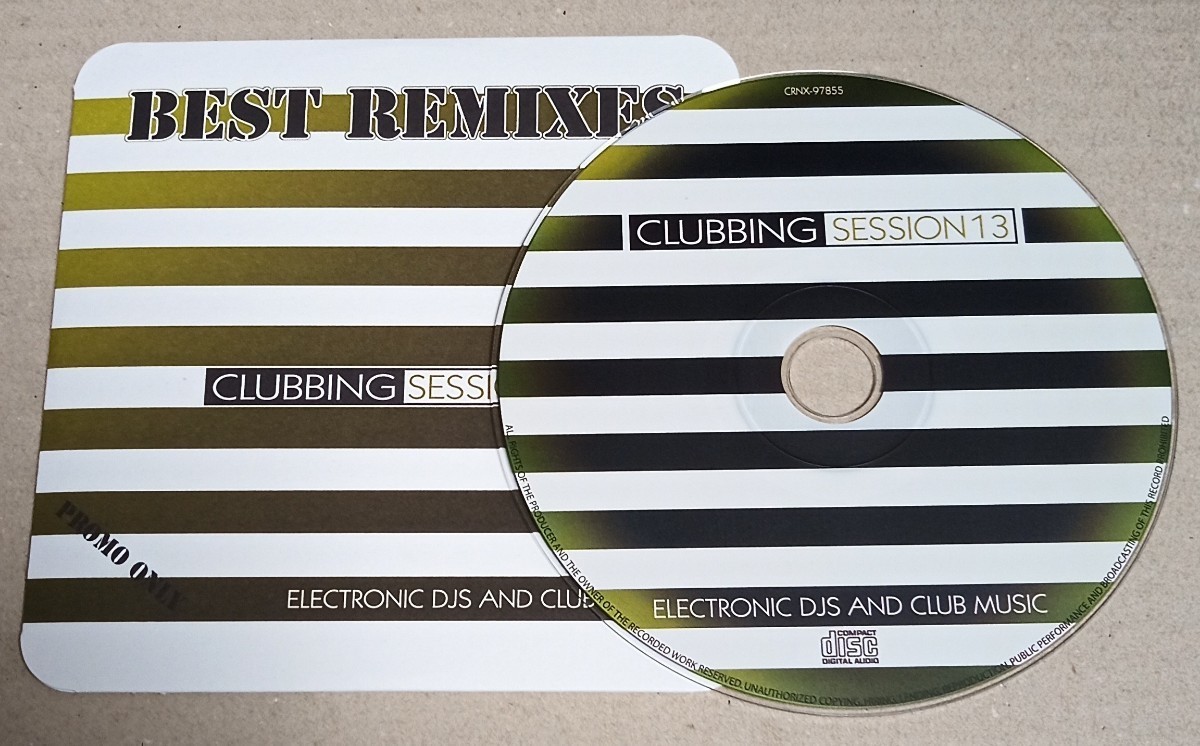 BEST REMIXES
CLUBBING SESSI
PROMO ONLY
ELECTRONIC DJS AND CLUB
CRNX-97855
CLUBBING SESSION13
ELECTRONIC DJS AND CLUB MUSIC
COMPACT
disc
DIGITAL AUDIO
ALL RIGHTS OF THE PRODUCER AND THE OWNER OF THE RECORDED WORK RESERVED. UNAUTHORIZED COPYING, HIRING, LENDING, REPRODUCTION, PUBLIC PERFORMANCE AND BROADCASTING OF THIS RECORD PROHIBITED